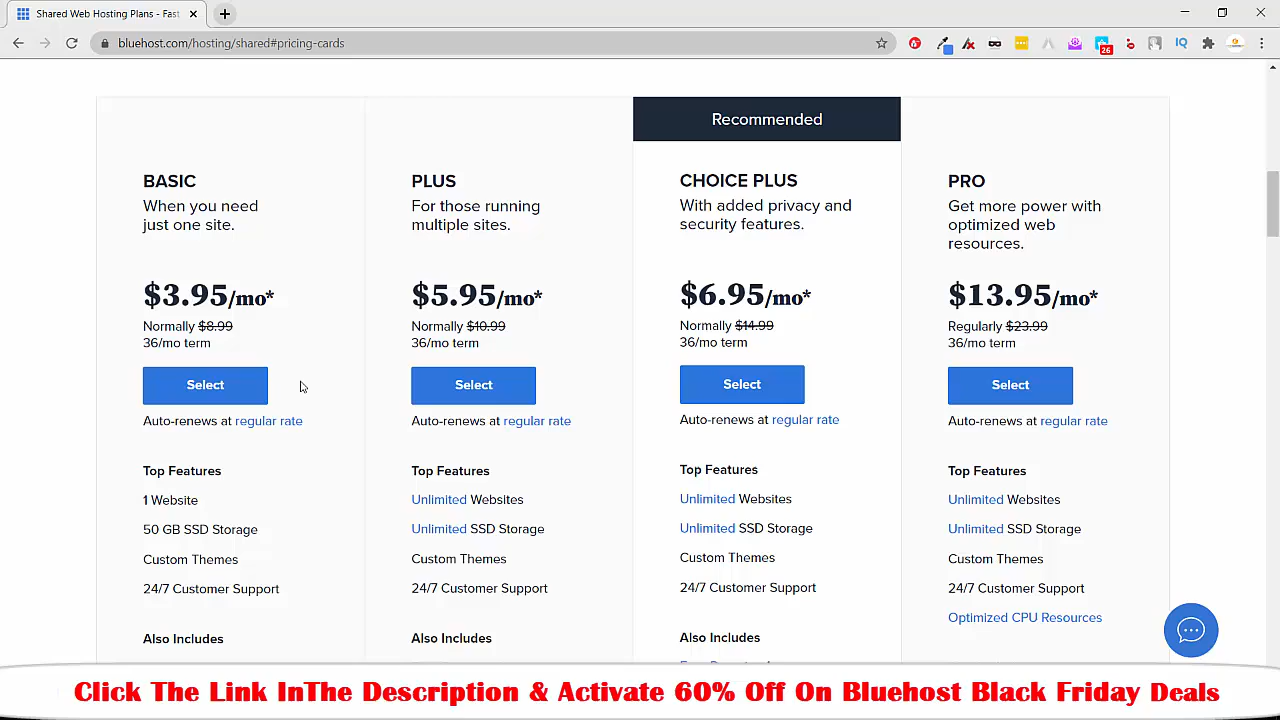 Shared Web Hosting Plans - Fast
bluehost.com/hosting/shared#pricing-cards
26
IQ
Recommended
BASIC
When you need
just one site.
$3.95/mo*
Normally $8.99
36/mo term
Select
Auto-renews at regular rate
Top Features
1 Website
50 GB SSD Storage
Custom Themes
24/7 Customer Support
Also Includes
PLUS
For those running
multiple sites.
$5.95/mo*
Normally $10.99
36/mo term
Select
Auto-renews at regular rate
Top Features
Unlimited Websites
Unlimited SSD Storage
Custom Themes
24/7 Customer Support
Also Includes
CHOICE PLUS
With added privacy and
security features.
$6.95/mo*
Normally $14.99
36/mo term
Select
Auto-renews at regular rate
Top Features
Unlimited Websites
Unlimited SSD Storage
Custom Themes
24/7 Customer Support
Also Includes
PRO
Get more power with
optimized web
resources.
$13.95/mo*
Regularly $23.99
36/mo term
Select
Auto-renews at regular rate
Top Features
Unlimited Websites
Unlimited SSD Storage
Custom Themes
24/7 Customer Support
Optimized CPU Resources
Click The Link InThe Description & Activate 60% Off On Bluehost Black Friday Deals